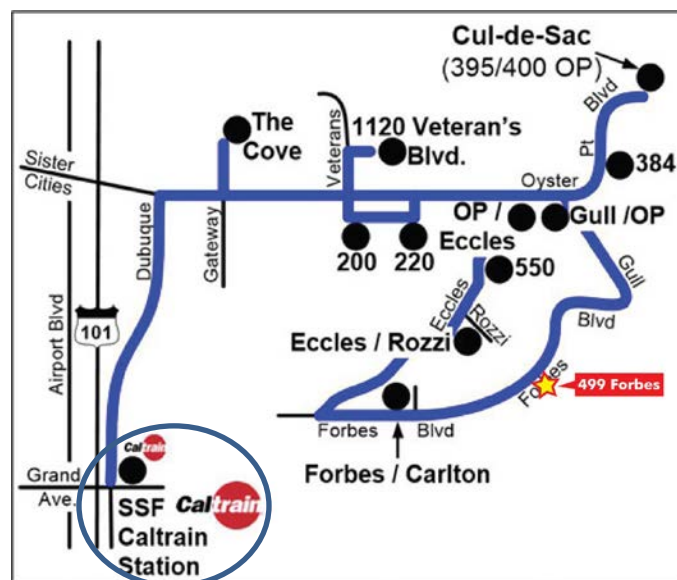 Cul-de-Sac
(395/400 OP)
Blvd
The
Cove
Veterans
1120 Veteran's
Blvd.
Pt
384
Sister
Cities
Oyster
OP /
Eccles
Gull /OP
Dubuque
Gateway
200
220
550
Gull
Eccles
Rozzi
Blvd
Airport Blvd
101
Eccles / Rozzi
Forbes
499 Forbes
Forbes
Blvd
Forbes / Carlton
Caltrain
Grand
Ave.
SSF
Caltrain
Station
Caltrain